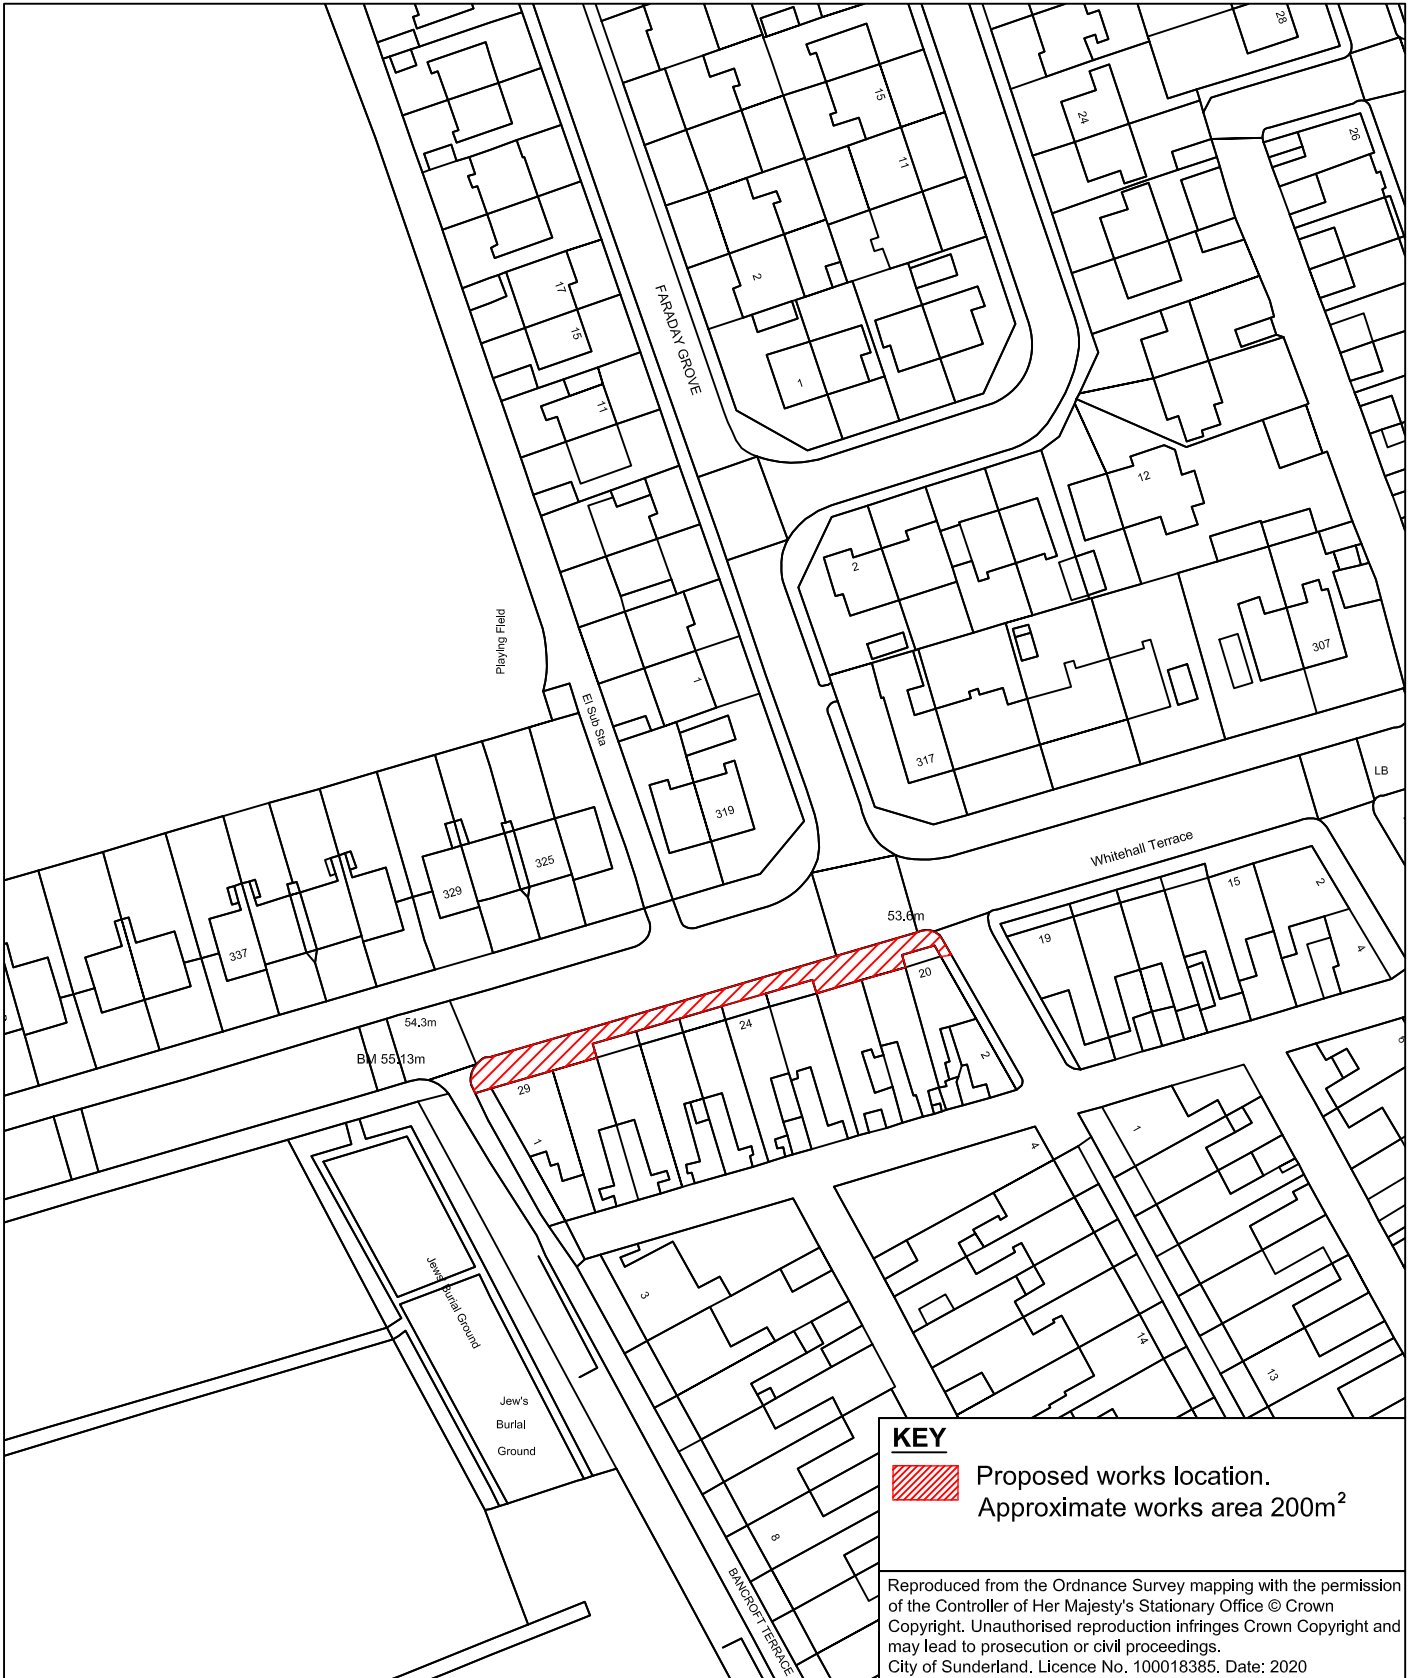 28
15
24
26
11
2
17
FARADAY GROVE
15
1
11
12
2
Playing Field
307
1
El Sub Sta
317
LB
319
Whitehall Terrace
325
15
2
329
53.6m
19
337
4
20
54.3m
24
BM 55.13m
2
29
1
1
4
3
Jews Burial Ground
14
13
Jew's
Burial
Ground
8
BANCROFT TERRACE
KEY
Proposed works location.
Approximate works area 200m²
Reproduced from the Ordnance Survey mapping with the permission
of the Controller of Her Majesty's Stationary Office © Crown
Copyright. Unauthorised reproduction infringes Crown Copyright and
may lead to prosecution or civil proceedings.
City of Sunderland. Licence No. 100018385. Date: 2020